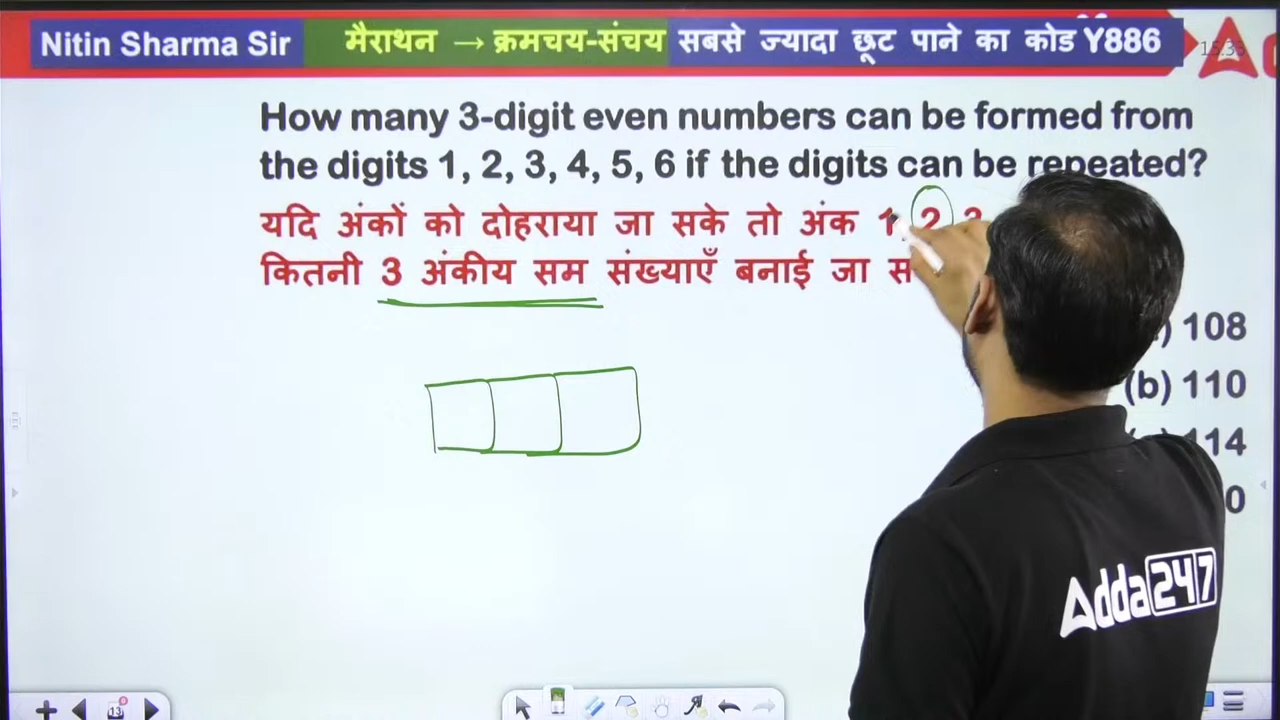 Nitin Sharma Sir मैराथन → क्रमचय-संचय सबसे ज्यादा छूट पाने का कोड Y886
How many 3-digit even numbers can be formed from
the digits 1, 2, 3, 4, 5, 6 if the digits can be repeated?
यदि अंकों को दोहराया जा सके तो अंक 1, 2
कितनी 3 अंकीय सम संख्याएँ बनाई जा
) 108
(b) 110
114
0
Adda247
13